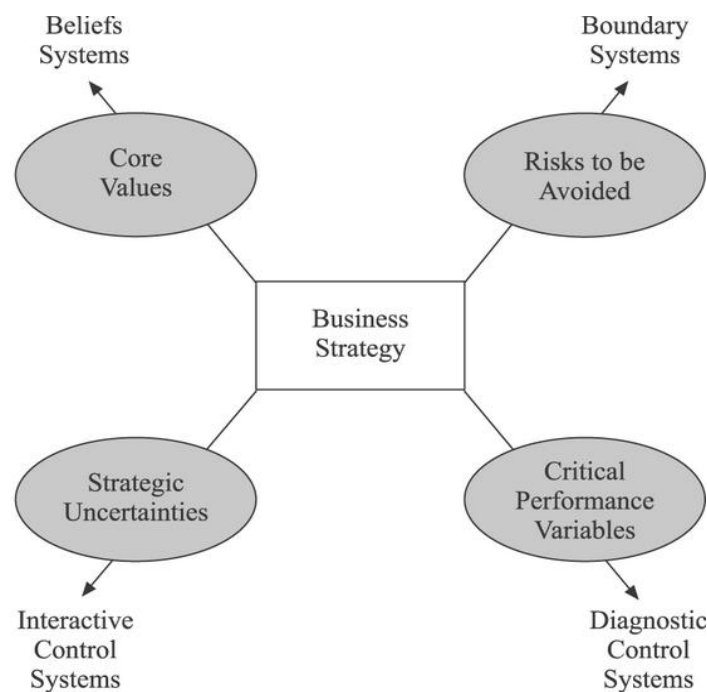 Beliefs
Systems
Boundary
Systems
Core
Values
Risks to be
Avoided
Business
Strategy
Strategic
Uncertainties
Critical
Performance
Variables
Interactive
Control
Systems
Diagnostic
Control
Systems